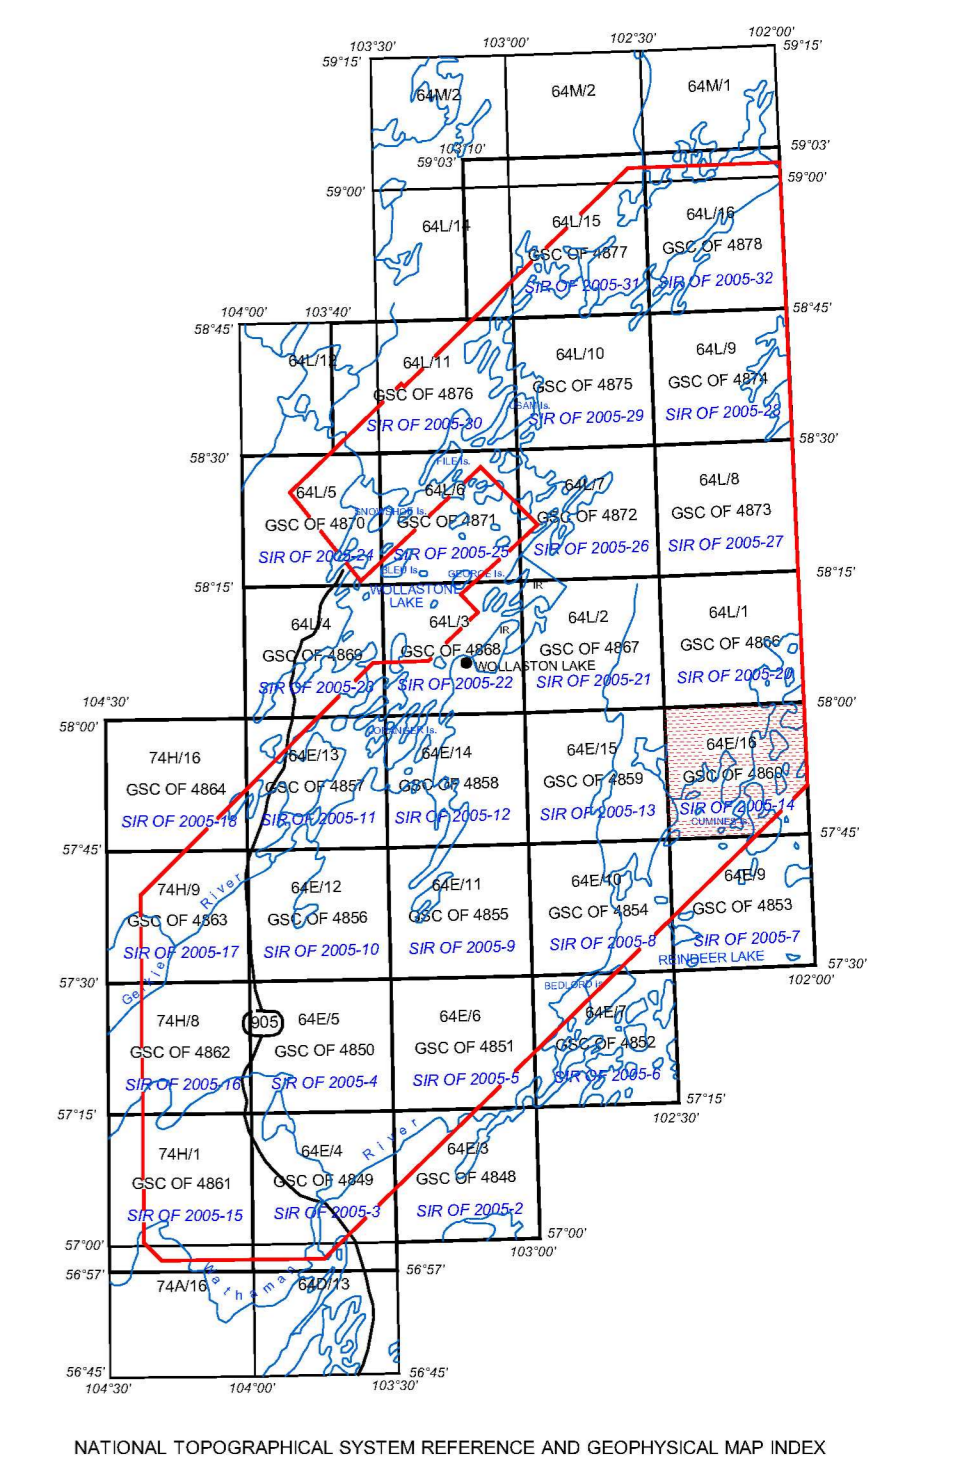 103°30' 103°00' 102°30' 102°00'
59°15' 59°15'
64M/2 64M/2 64M/1
103°10'
59°03' 59°03'
59°00' 59°00'
64L/14 64L/15 64L/16
GSC OF 4877 GSC OF 4878
SIR OF 2005-31 SIR OF 2005-32
104°00' 103°40'
58°45' 58°45'
64L/12 64L/11 64L/10 64L/9
GSC OF 4876 GSC OF 4875 GSC OF 4874
SIR OF 2005-30 SIR OF 2005-29 SIR OF 2005-28
58°30' 58°30'
FILE Is.
64L/5 64L/6 64L/7 64L/8
SNOWSHOE Is.
GSC OF 4870 GSC OF 4871 GSC OF 4872 GSC OF 4873
SIR OF 2005-24 SIR OF 2005-25 SIR OF 2005-26 SIR OF 2005-27
BLEU Is. GEORGE Is.
58°15' 58°15'
WOLLASTON
LAKE
IR
64L/4 64L/3 64L/2 64L/1
IR
GSC OF 4869 GSC OF 4868 GSC OF 4867 GSC OF 4866
WOLLASTON LAKE
SIR OF 2005-23 SIR OF 2005-22 SIR OF 2005-21 SIR OF 2005-20
104°30'
58°00' 58°00'
74H/16 64E/13 64E/14 64E/15 64E/16
GSC OF 4864 GSC OF 4857 GSC OF 4858 GSC OF 4859 GSC OF 4860
SIR OF 2005-18 SIR OF 2005-11 SIR OF 2005-12 SIR OF 2005-13 SIR OF 2005-14
57°45' 57°45'
74H/9 64E/12 64E/11 64E/10 64E/9
River
GSC OF 4863 GSC OF 4856 GSC OF 4855 GSC OF 4854 GSC OF 4853
SIR OF 2005-17 SIR OF 2005-10 SIR OF 2005-9 SIR OF 2005-8 SIR OF 2005-7
REINDEER LAKE
57°30' 57°30'
102°00'
74H/8 64E/5 64E/6 64E/7
905
GSC OF 4862 GSC OF 4850 GSC OF 4851 GSC OF 4852
SIR OF 2005-16 SIR OF 2005-4 SIR OF 2005-5 SIR OF 2005-6
57°15' 57°15'
102°30'
River
74H/1 64E/4 64E/3
GSC OF 4861 GSC OF 4849 GSC OF 4848
SIR OF 2005-15 SIR OF 2005-3 SIR OF 2005-2
57°00' 57°00'
103°00'
56°57' 56°57'
Wathaman
74A/16 64D/13
56°45' 56°45'
104°30' 104°00' 103°30'
NATIONAL TOPOGRAPHICAL SYSTEM REFERENCE AND GEOPHYSICAL MAP INDEX